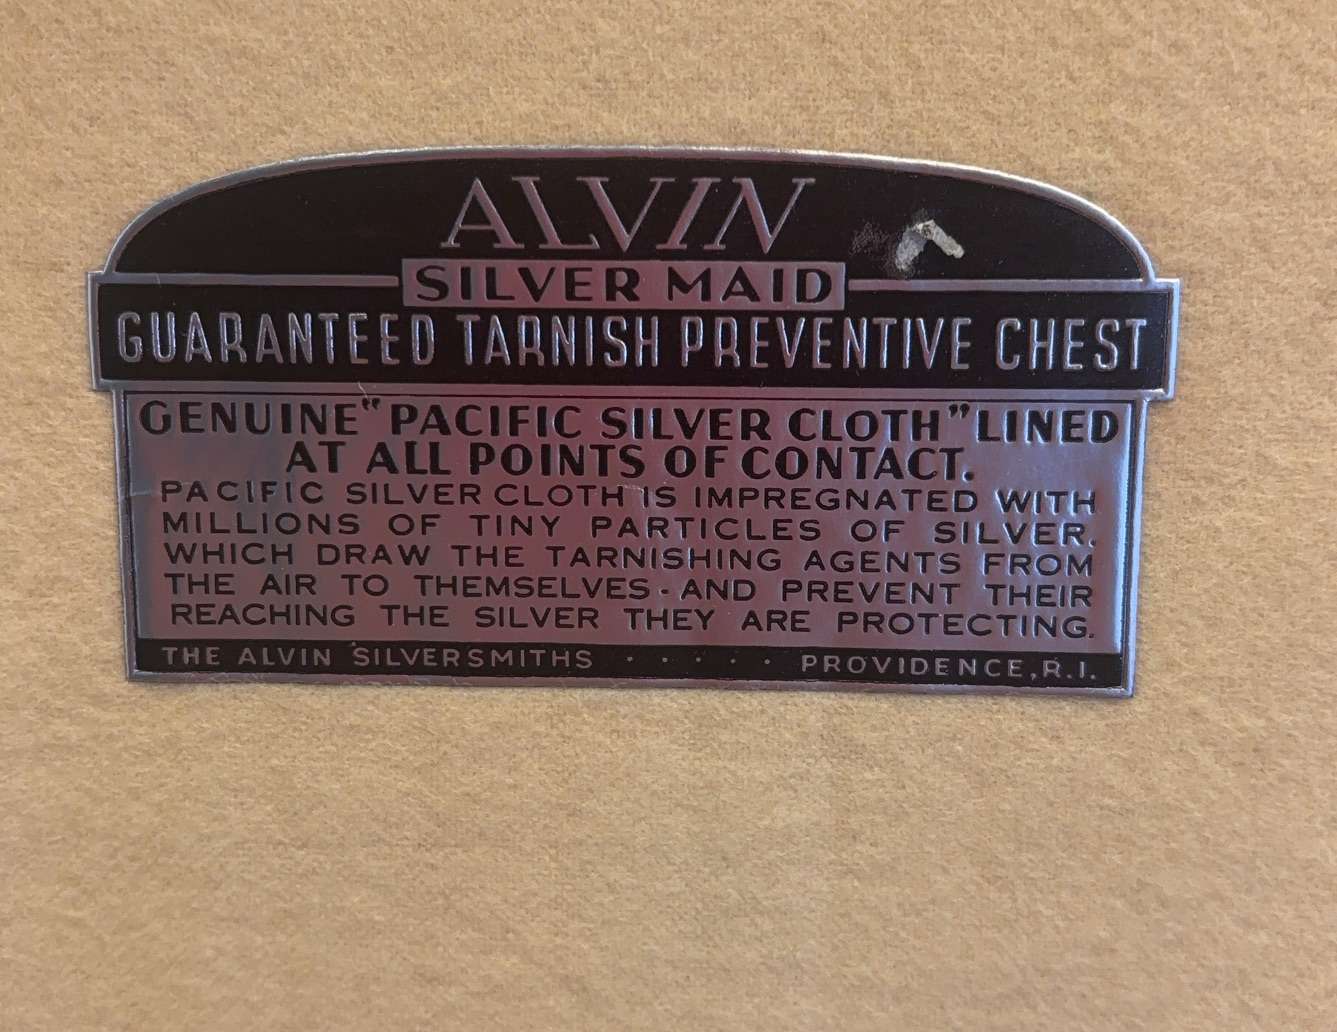 ALVIN
SILVER MAID
GUARANTEED TARNISH PREVENTIVE CHEST
GENUINE "PACIFIC SILVER CLOTH" LINED
AT ALL POINTS OF CONTACT.
PACIFIC SILVER CLOTH IS IMPREGNATED WITH
MILLIONS OF TINY PARTICLES OF SILVER.
WHICH DRAW THE TARNISHING AGENTS FROM
THE AIR TO THEMSELVES - AND PREVENT THEIR
REACHING THE SILVER THEY ARE PROTECTING.
THE ALVIN SILVERSMITHS · · · · · PROVIDENCE, R.I.